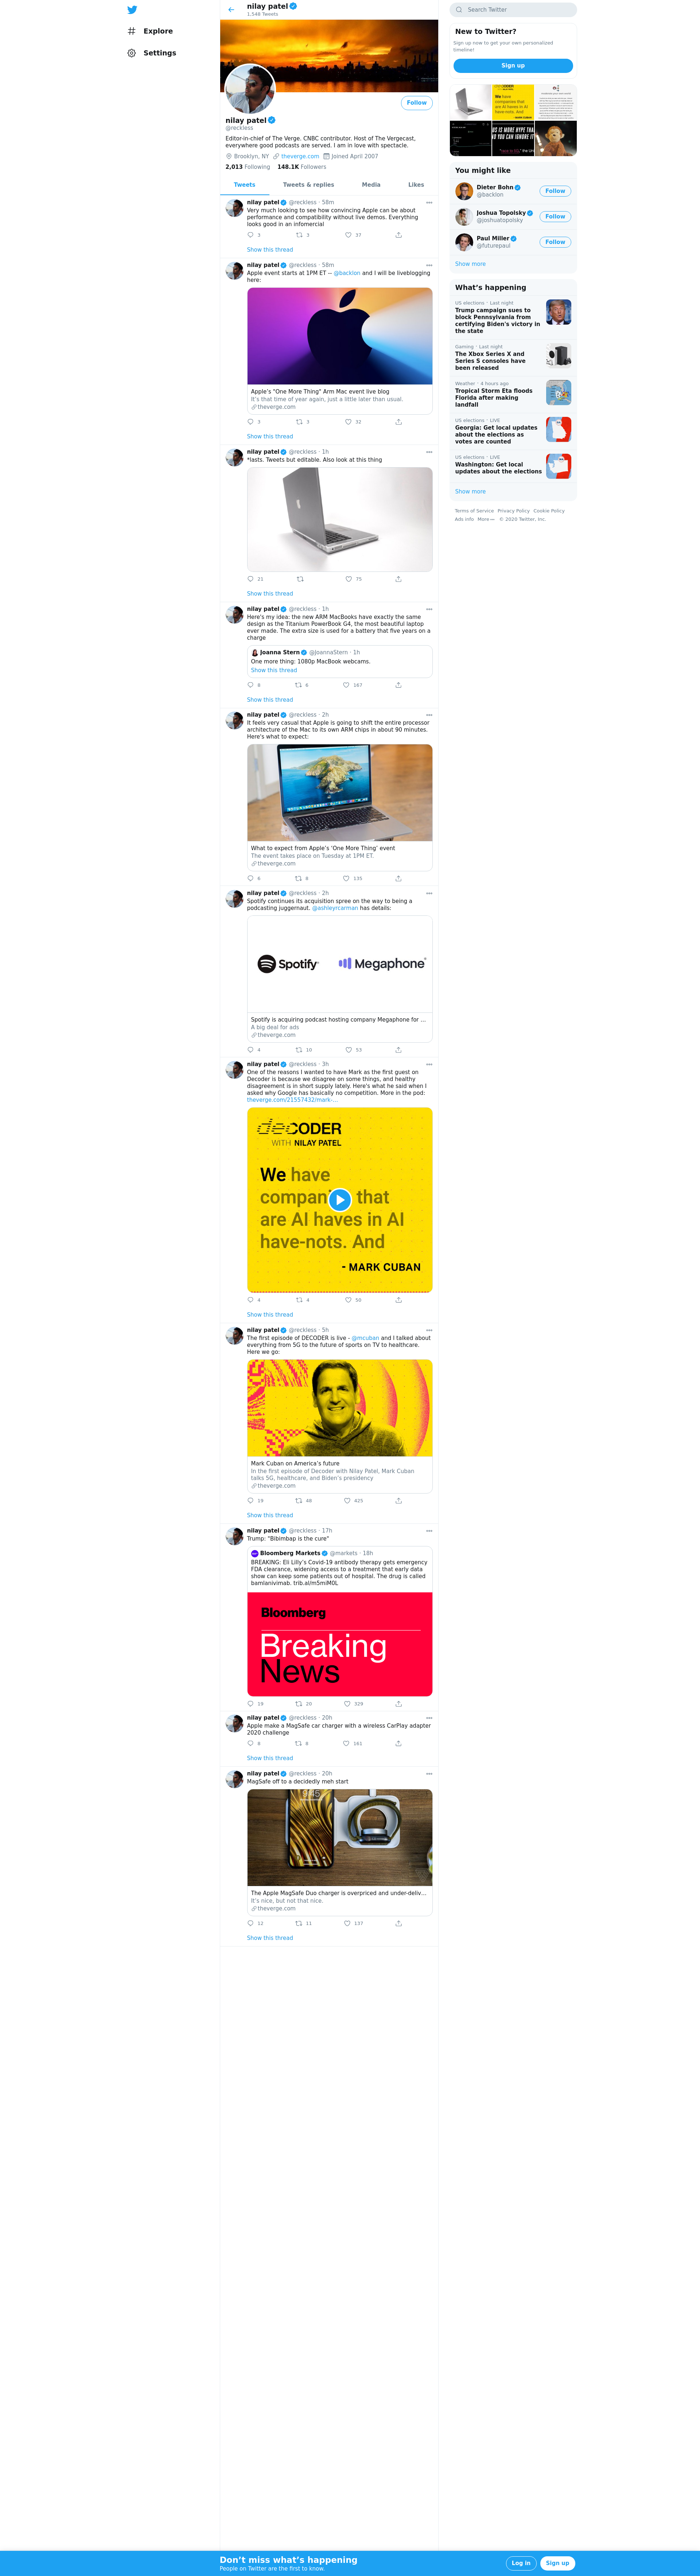 Explore
Settings
nilay patel
1,546 Tweets
Follow
nilay patel
@reckless
Editor-in-chief of The Verge. CNBC contributor. Host of The Vergecast,
everywhere good podcasts are served. I am in love with spectacle.
Brooklyn, NY theverge.com Joined April 2007
2,013 Following 148.1K Followers
Tweets Tweets & replies Media Likes
nilay patel @reckless · 58m
Very much looking to see how convincing Apple can be about
performance and compatibility without live demos. Everything
looks good in an infomercial
3 3 57
Show this thread
nilay patel @reckless · 58m
Apple event starts at 1PM ET -- @backlon and I will be liveblogging
here:
Apple's "One More Thing" Arm Mac event live blog
It's that time of year again, just a little later than usual.
theverge.com
3 3 32
Show this thread
nilay patel @reckless · 1h
*lasts. Tweets but editable. Also look at this thing
21 75
Show this thread
nilay patel @reckless · 1h
Here's my idea: the new ARM MacBooks have exactly the same
design as the Titanium PowerBook G4, the most beautiful laptop
ever made. The extra size is used for a battery that five years on a
charge
Joanna Stern @JoannaStern · 1h
One more thing: 1080p MacBook webcams.
Show this thread
8 6 167
Show this thread
nilay patel @reckless · 2h
It feels very casual that Apple is going to shift the entire processor
architecture of the Mac to its own ARM chips in about 90 minutes.
Here's what to expect:
What to expect from Apple's 'One More Thing' event
The event takes place on Tuesday at 1PM ET.
theverge.com
6 8 135
nilay patel @reckless · 2h
Spotify continues its acquisition spree on the way to being a
podcasting juggernaut. @ashleyrcarman has details:
Spotify Megaphone
Spotify is acquiring podcast hosting company Megaphone for ...
A big deal for ads
theverge.com
4 10 53
nilay patel @reckless · 3h
One of the reasons I wanted to have Mark as the first guest on
Decoder is because we disagree on some things, and healthy
disagreement is in short supply lately. Here's what he said when I
asked why Google has basically no competition. More in the pod:
theverge.com/21557432/mark-...
DECODER
WITH NILAY PATEL
We have
companies that
are AI haves in AI
have-nots. And
- MARK CUBAN
4 4 50
Show this thread
nilay patel @reckless · 5h
The first episode of DECODER is live - @mcuban and I talked about
everything from 5G to the future of sports on TV to healthcare.
Here we go:
Mark Cuban on America's future
In the first episode of Decoder with Nilay Patel, Mark Cuban
talks 5G, healthcare, and Biden's presidency
theverge.com
19 48 425
Show this thread
nilay patel @reckless · 17h
Trump: "Bibimbap is the cure"
Bloomberg Markets @markets · 18h
BREAKING: Eli Lilly's Covid-19 antibody therapy gets emergency
FDA clearance, widening access to a treatment that early data
show can keep some patients out of hospital. The drug is called
bamlanivimab. trib.al/m5miM0L
Bloomberg
Breaking
News
19 20 329
nilay patel @reckless · 20h
Apple make a MagSafe car charger with a wireless CarPlay adapter
2020 challenge
8 8 161
Show this thread
nilay patel @reckless · 20h
MagSafe off to a decidedly meh start
The Apple MagSafe Duo charger is overpriced and under-deliv...
It's nice, but not that nice.
theverge.com
12 11 137
Show this thread
Search Twitter
New to Twitter?
Sign up now to get your own personalized
timeline!
Sign up
You might like
Dieter Bohn
@backlon
Follow
Joshua Topolsky
@joshuatopolsky
Follow
Paul Miller
@futurepaul
Follow
Show more
What's happening
US elections · Last night
Trump campaign sues to
block Pennsylvania from
certifying Biden's victory in
the state
Gaming · Last night
The Xbox Series X and
Series S consoles have
been released
Weather · 4 hours ago
Tropical Storm Eta floods
Florida after making
landfall
US elections · LIVE
Georgia: Get local updates
about the elections as
votes are counted
US elections · LIVE
Washington: Get local
updates about the elections
Show more
Terms of Service Privacy Policy Cookie Policy
Ads info More © 2020 Twitter, Inc.
Don't miss what's happening
People on Twitter are the first to know.
Log in Sign up